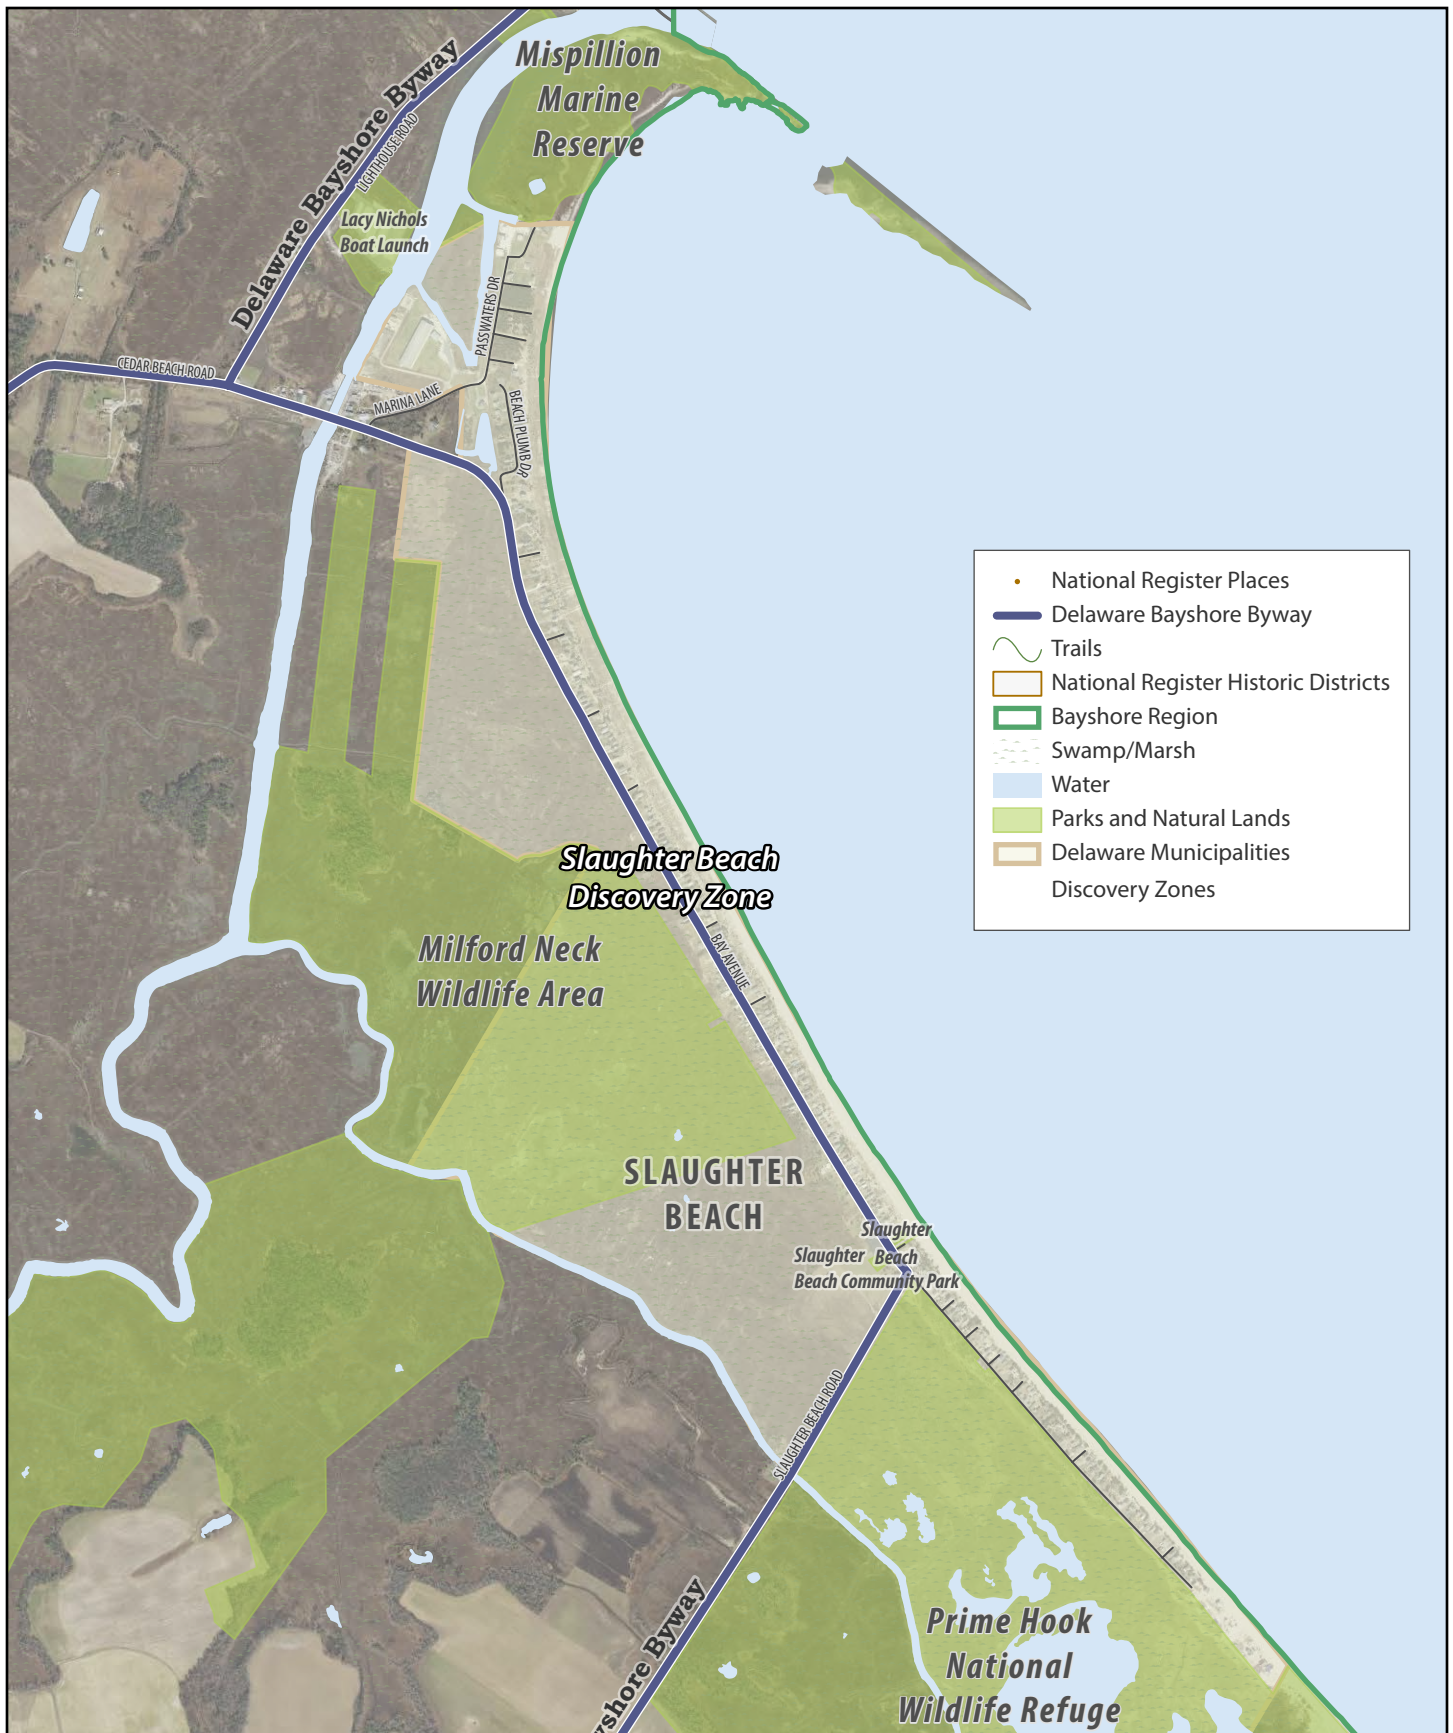 Mispillion
Marine
Reserve
Delaware Bayshore Byway
LIGHTHOUSE ROAD
Lacy Nichols
Boat Launch
PASSWATERS DR
CEDAR BEACH ROAD
MARINA LANE
BEACH PLUMB DR
National Register Places
Delaware Bayshore Byway
Trails
National Register Historic Districts
Bayshore Region
Swamp/Marsh
Water
Parks and Natural Lands
Delaware Municipalities
Discovery Zones
Slaughter Beach
Discovery Zone
Milford Neck
Wildlife Area
BAY AVENUE
SLAUGHTER
BEACH
Slaughter
Beach
Slaughter
Beach Community Park
SLAUGHTER BEACH ROAD
yshore Byway
Prime Hook
National
Wildlife Refuge